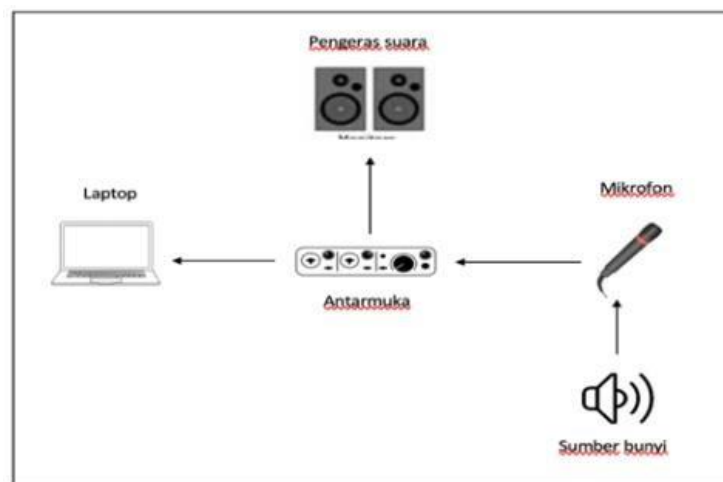 Pengeras suara
Laptop
Mikrofon
Antarmuka
Sumber bunyi